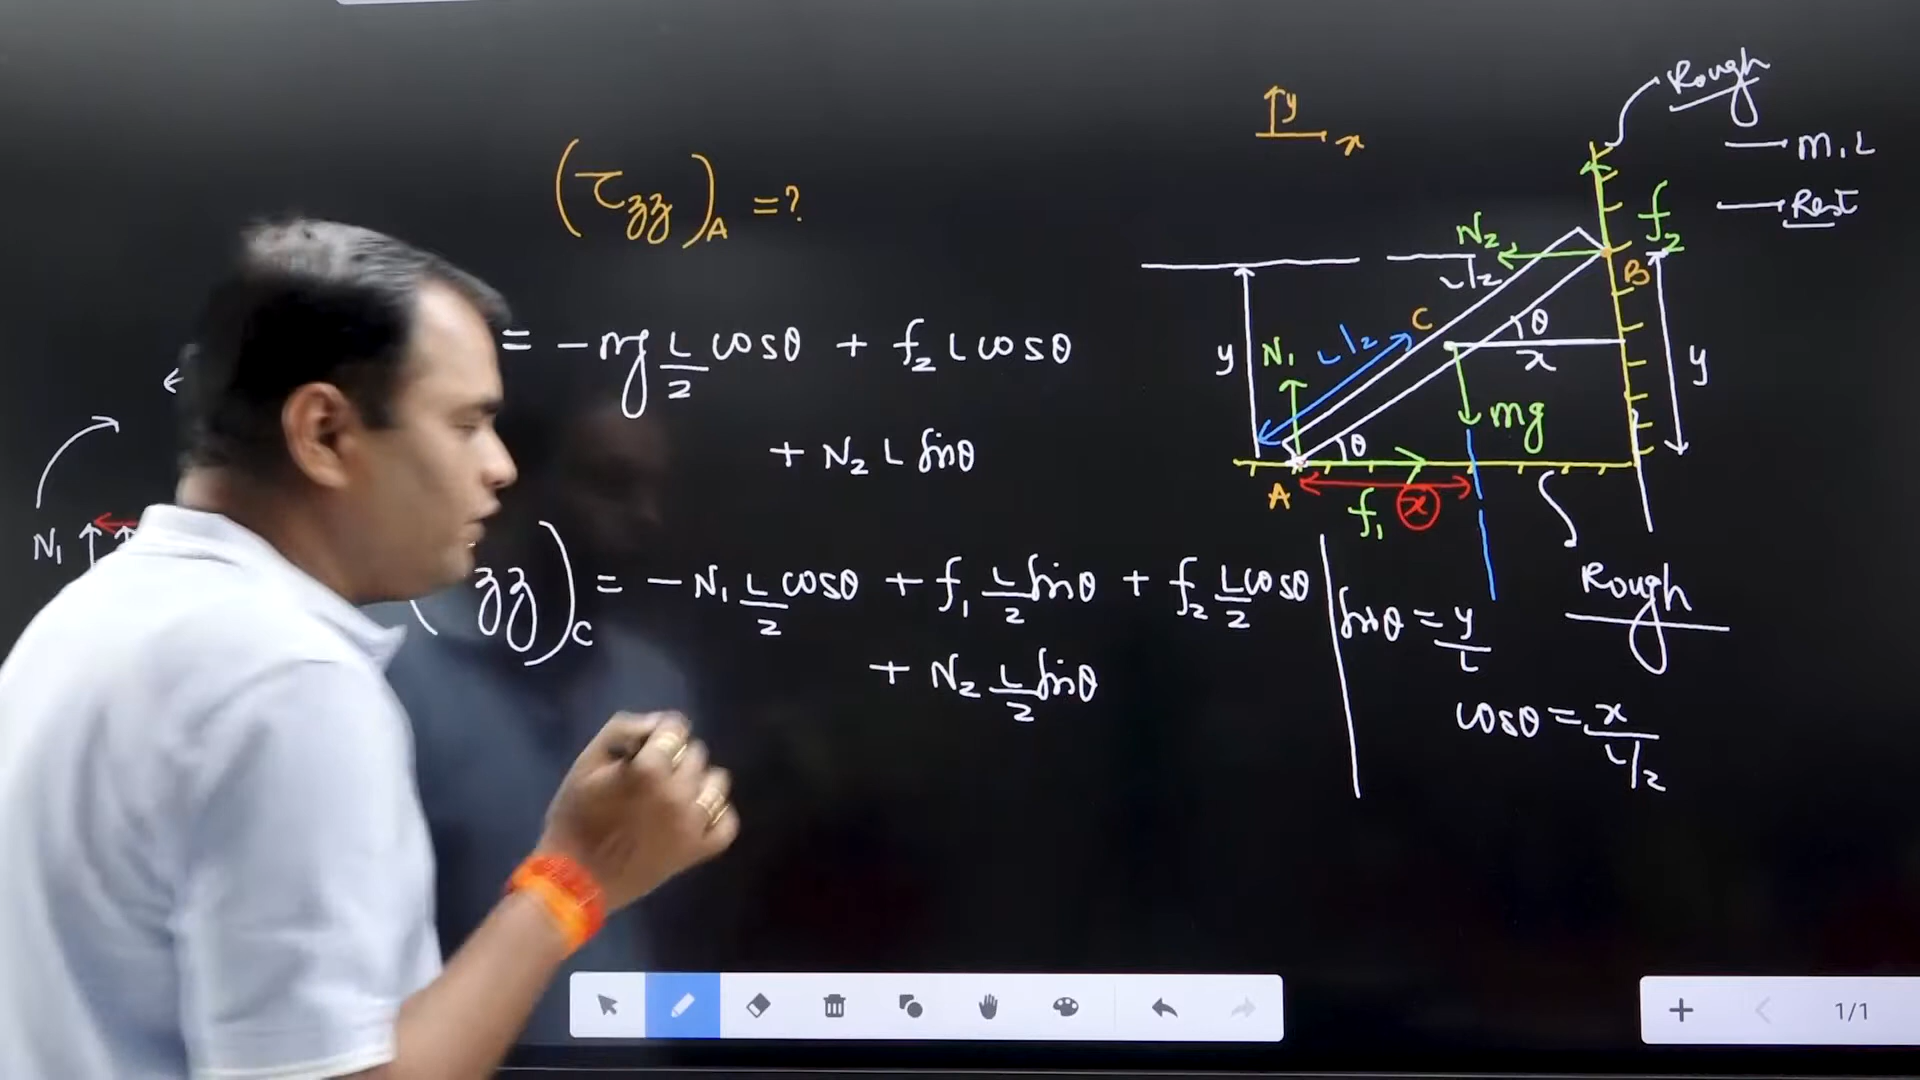 (τzz)A = ?
= - mg L/2 cosθ + f2 L cosθ
+ N2 L sinθ
N1
zz)C = - N1 L/2 cosθ + f1 L/2 sinθ + f2 L/2 cosθ
+ N2 L/2 sinθ
y
x
Rough
m, L
Rest
N2
f2
L/2
B
C
θ
L/2
y
N1
x
y
mg
θ
A
f1
x
Rough
sinθ = y/L
cosθ = x/L/2
1/1